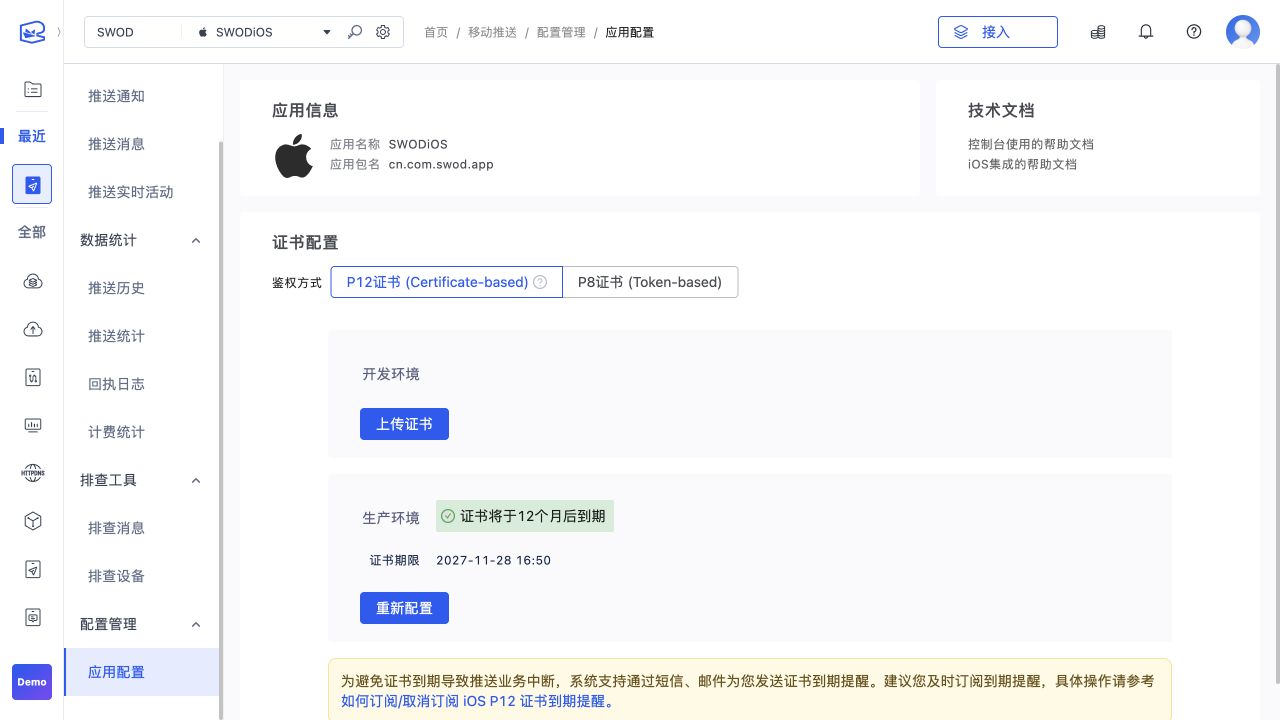 SWOD SWODiOS 首页 / 移动推送 / 配置管理 / 应用配置 接入
最近
全部
HTTPDNS
Demo
推送通知
推送消息
推送实时活动
数据统计
推送历史
推送统计
回执日志
计费统计
排查工具
排查消息
排查设备
配置管理
应用配置
应用信息
应用名称 SWODiOS
应用包名 cn.com.swod.app
技术文档
控制台使用的帮助文档
iOS集成的帮助文档
证书配置
鉴权方式 P12证书 (Certificate-based) P8证书 (Token-based)
开发环境
上传证书
生产环境 证书将于12个月后到期
证书期限 2027-11-28 16:50
重新配置
为避免证书到期导致推送业务中断，系统支持通过短信、邮件为您发送证书到期提醒。建议您及时订阅到期提醒，具体操作请参考
如何订阅/取消订阅 iOS P12 证书到期提醒。